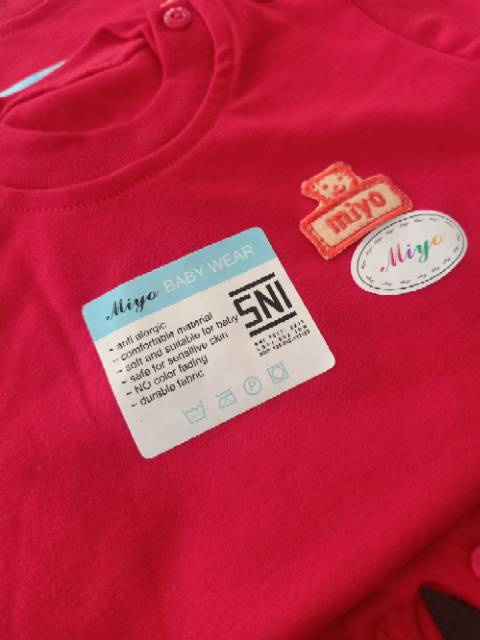 miyo
Miyo
Miyo BABY WEAR
- anti alergic
- comfortable material
- soft and suitable for baby
- safe for sensitive skin
- NO color fading
- durable fabric
SNI
P